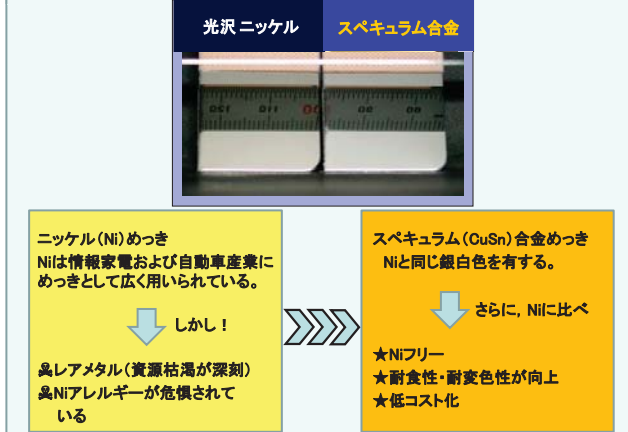 光沢ニッケル
スペキュラム合金
ニッケル(Ni)めっき
Niは情報家電および自動車産業に
めっきとして広く用いられている。
しかし!
レアメタル(資源枯渇が深刻)
Niアレルギーが危惧されて
いる
スペキュラム(CuSn)合金めっき
Niと同じ銀白色を有する。
さらに,Niに比べ
★Niフリー
★耐食性・耐変色性が向上
★低コスト化